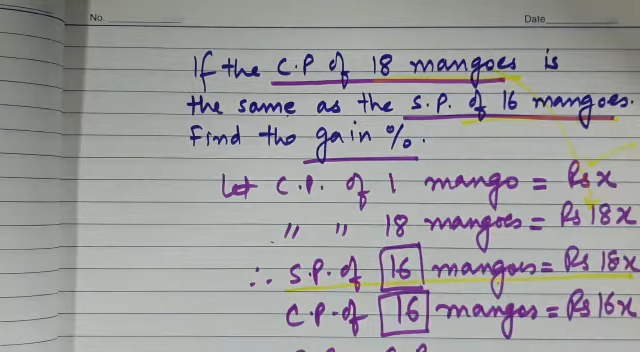 No.
Date
If the C.P of 18 mangoes is
the same as the S.P. of 16 mangoes.
Find the gain %.
Let C.P. of 1 mango = Rs x
" " 18 mangoes = Rs 18x
∴ S.P. of 16 mangoes = Rs 18x
C.P. of 16 mangoes = Rs 16x